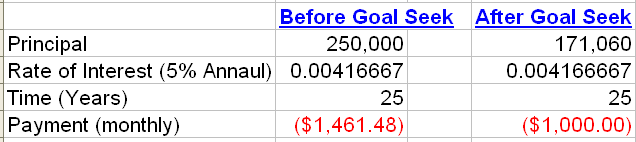 Before Goal Seek After Goal Seek
Principal 250,000 171,060
Rate of Interest (5% Annaul) 0.00416667 0.004166667
Time (Years) 25 25
Payment (monthly) ($1,461.48) ($1,000.00)